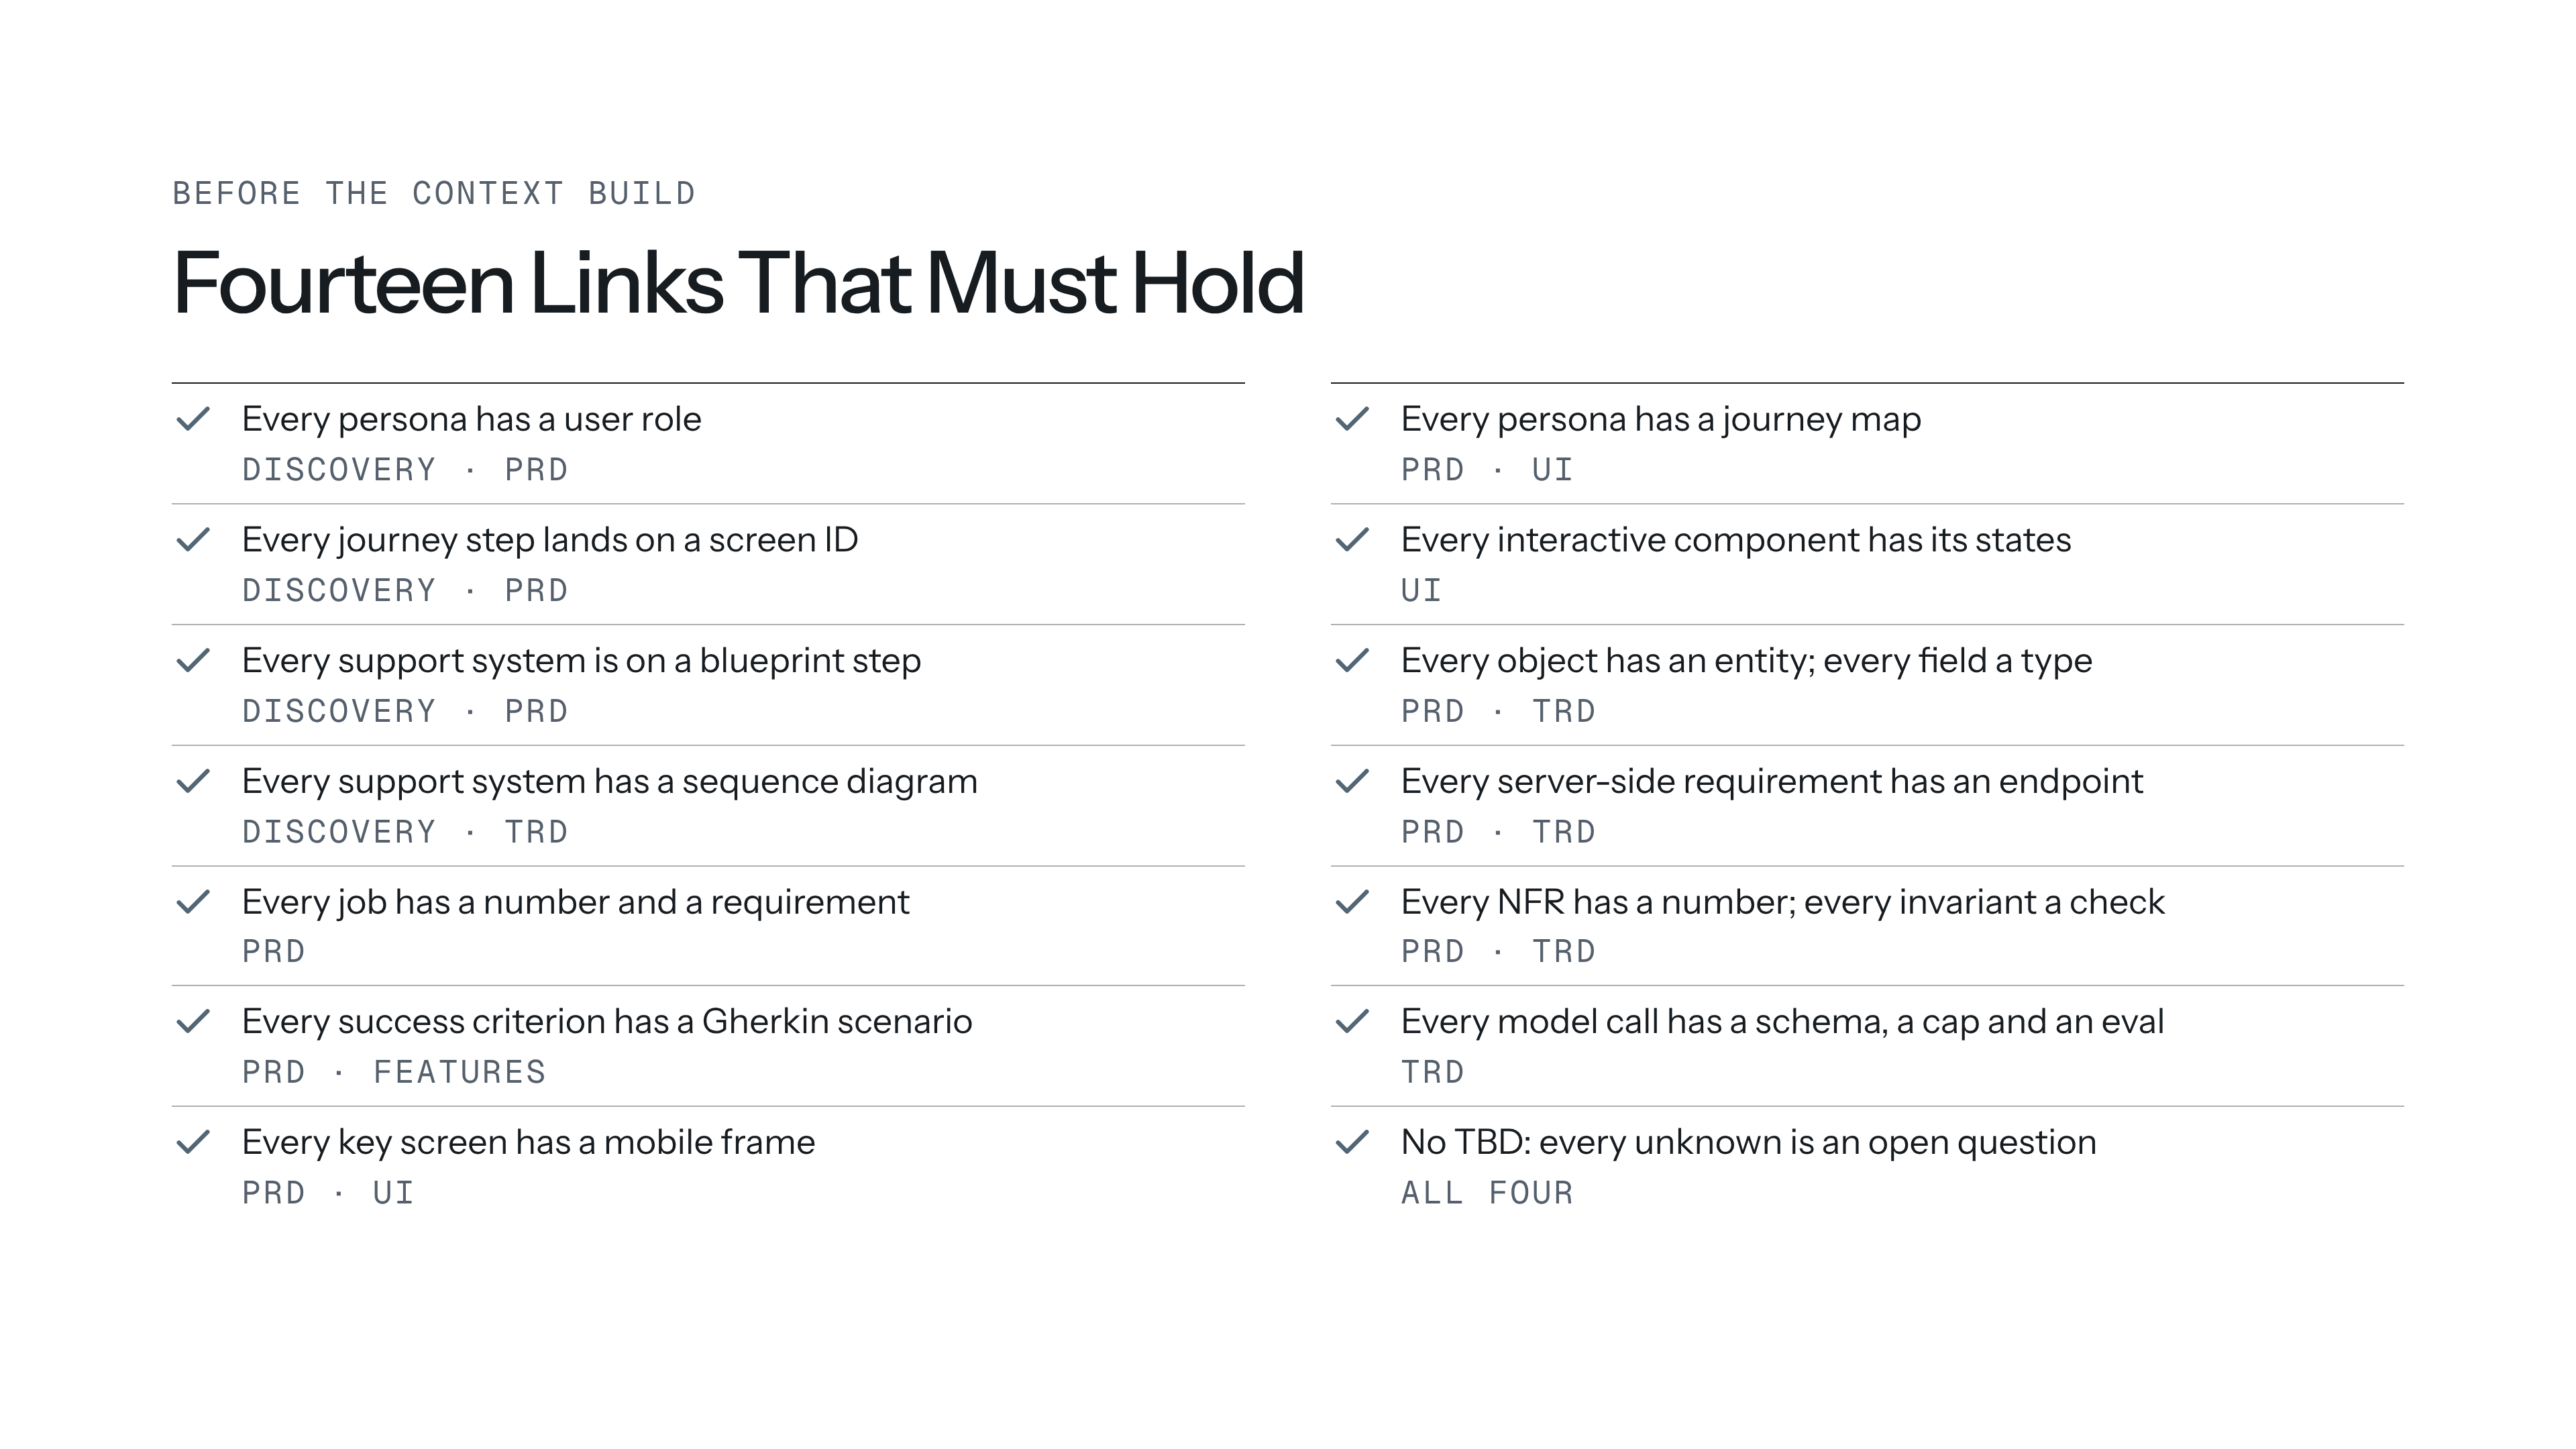 BEFORE THE CONTEXT BUILD
Fourteen Links That Must Hold
Every persona has a user role
DISCOVERY · PRD
Every journey step lands on a screen ID
DISCOVERY · PRD
Every support system is on a blueprint step
DISCOVERY · PRD
Every support system has a sequence diagram
DISCOVERY · TRD
Every job has a number and a requirement
PRD
Every success criterion has a Gherkin scenario
PRD · FEATURES
Every key screen has a mobile frame
PRD · UI
Every persona has a journey map
PRD · UI
Every interactive component has its states
UI
Every object has an entity; every field a type
PRD · TRD
Every server-side requirement has an endpoint
PRD · TRD
Every NFR has a number; every invariant a check
PRD · TRD
Every model call has a schema, a cap and an eval
TRD
No TBD: every unknown is an open question
ALL FOUR